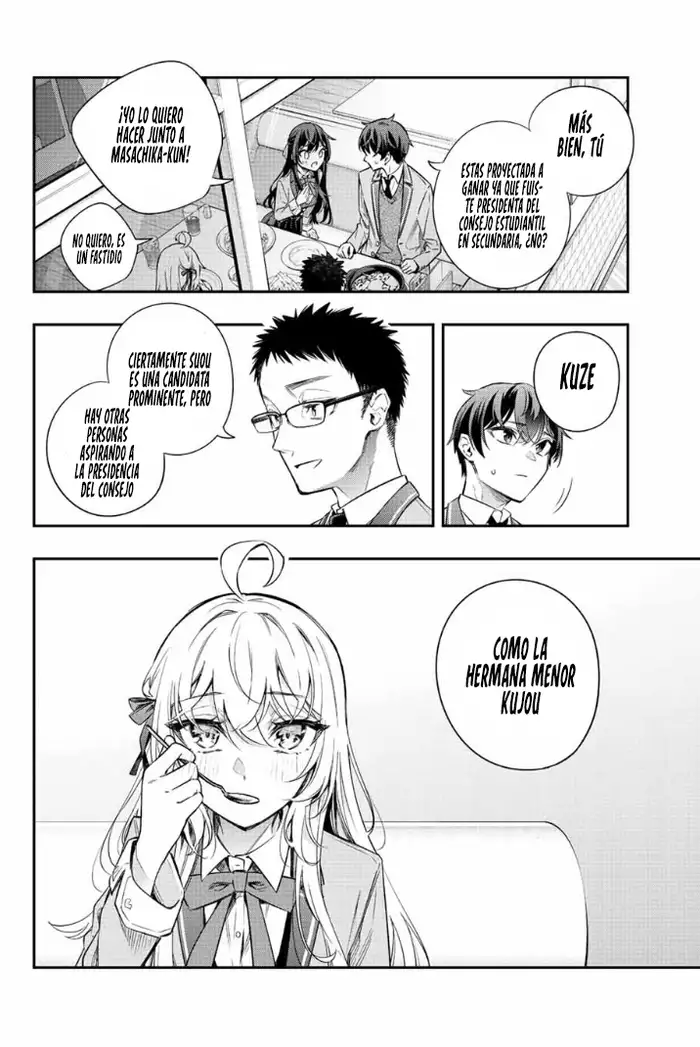 MÁS
BIEN, TÚ
ESTAS PROYECTADA A
GANAR YA QUE FUIS-
TE PRESIDENTA DEL
CONSEJO ESTUDIANTIL
EN SECUNDARIA, ¿NO?
¡YO LO QUIERO
HACER JUNTO A
MASACHIKA-KUN!
NO QUIERO, ES
UN FASTIDIO
KUZE
CIERTAMENTE SUOU
ES UNA CANDIDATA
PROMINENTE, PERO
HAY OTRAS
PERSONAS
ASPIRANDO A
LA PRESIDENCIA
DEL CONSEJO
COMO LA
HERMANA MENOR
KUJOU